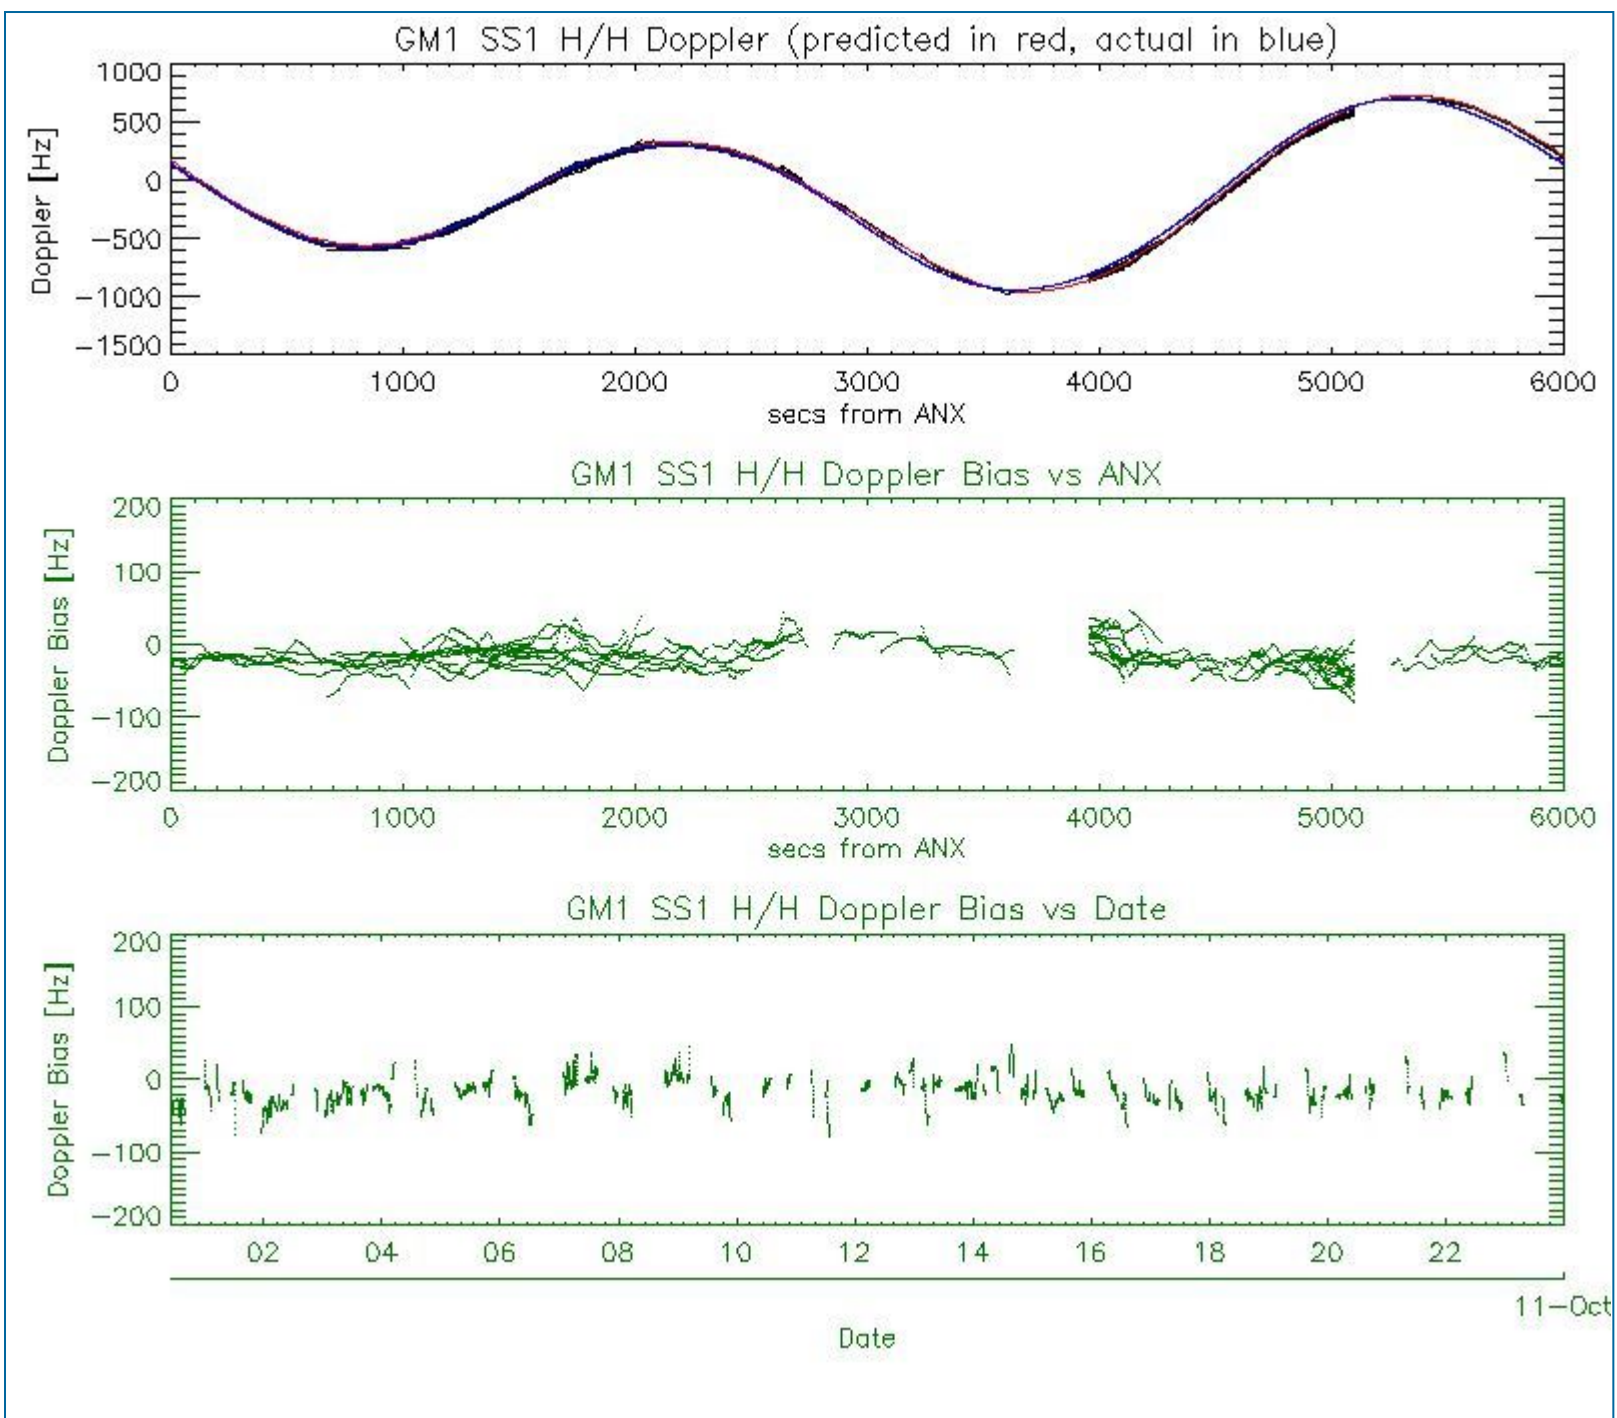 GM1 SS1 H/H Doppler (predicted in red, actual in blue)
1000
500
0
−500
−1000
−1500
Doppler [Hz]
0 1000 2000 3000 4000 5000 6000
secs from ANX
GM1 SS1 H/H Doppler Bias vs ANX
200
100
0
−100
−200
Doppler Bias [Hz]
0 1000 2000 3000 4000 5000 6000
secs from ANX
GM1 SS1 H/H Doppler Bias vs Date
200
100
0
−100
−200
Doppler Bias [Hz]
02 04 06 08 10 12 14 16 18 20 22
11−Oct
Date